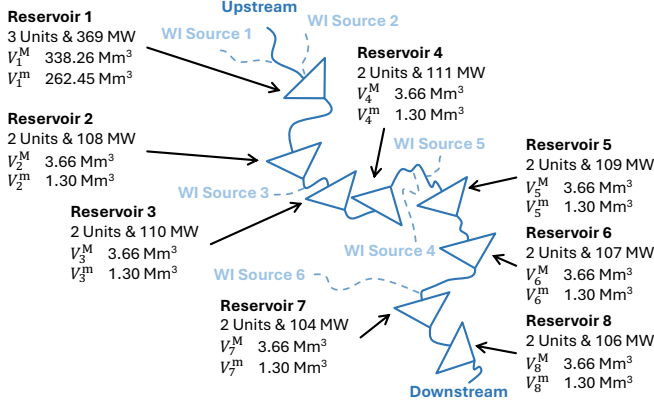 Upstream
Reservoir 1
3 Units & 369 MW
V₁ᴹ 338.26 Mm³
V₁ᵐ 262.45 Mm³
WI Source 1
WI Source 2
Reservoir 4
2 Units & 111 MW
V₄ᴹ 3.66 Mm³
V₄ᵐ 1.30 Mm³
Reservoir 2
2 Units & 108 MW
V₂ᴹ 3.66 Mm³
V₂ᵐ 1.30 Mm³
WI Source 5
Reservoir 5
2 Units & 109 MW
V₅ᴹ 3.66 Mm³
V₅ᵐ 1.30 Mm³
WI Source 3
Reservoir 3
2 Units & 110 MW
V₃ᴹ 3.66 Mm³
V₃ᵐ 1.30 Mm³
WI Source 4
Reservoir 6
2 Units & 107 MW
V₆ᴹ 3.66 Mm³
V₆ᵐ 1.30 Mm³
WI Source 6
Reservoir 7
2 Units & 104 MW
V₇ᴹ 3.66 Mm³
V₇ᵐ 1.30 Mm³
Reservoir 8
2 Units & 106 MW
V₈ᴹ 3.66 Mm³
V₈ᵐ 1.30 Mm³
Downstream